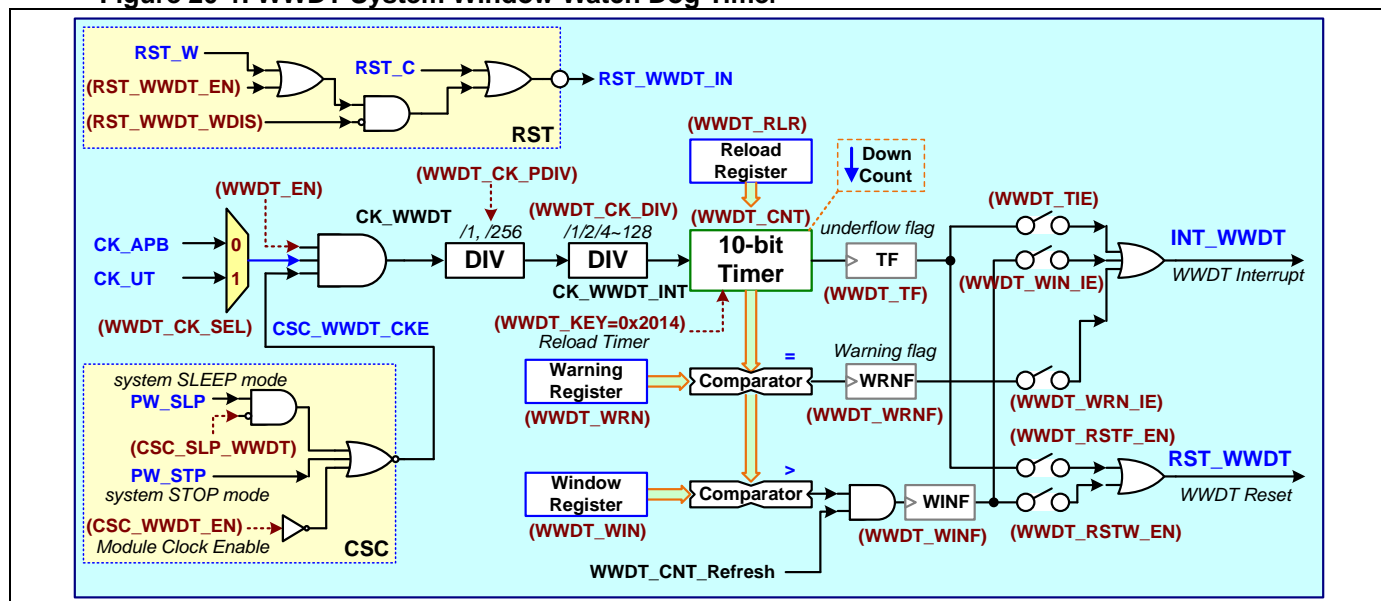 Figure 20-1. WWDT System Window Watch Dog Timer
RST_W
(RST_WWDT_EN)
(RST_WWDT_WDIS)
RST_C
RST_WWDT_IN
RST
(WWDT_RLR)
Reload
Register
Down
Count
(WWDT_EN)
(WWDT_CK_PDIV)
(WWDT_CK_DIV)
(WWDT_CNT)
CK_WWDT
/1, /256
/1/2/4~128
CK_APB
0
CK_UT
1
DIV
DIV
10-bit
Timer
underflow flag
TF
(WWDT_TF)
(WWDT_TIE)
(WWDT_WIN_IE)
INT_WWDT
WWDT Interrupt
CK_WWDT_INT
(WWDT_CK_SEL)
CSC_WWDT_CKE
(WWDT_KEY=0x2014)
Reload Timer
Warning
Register
(WWDT_WRN)
=
Comparator
Warning flag
WRNF
(WWDT_WRNF)
(WWDT_WRN_IE)
system SLEEP mode
PW_SLP
(CSC_SLP_WWDT)
PW_STP
system STOP mode
(CSC_WWDT_EN)
Module Clock Enable
CSC
Window
Register
(WWDT_WIN)
>
Comparator
WINF
(WWDT_WINF)
(WWDT_RSTF_EN)
RST_WWDT
WWDT Reset
(WWDT_RSTW_EN)
WWDT_CNT_Refresh